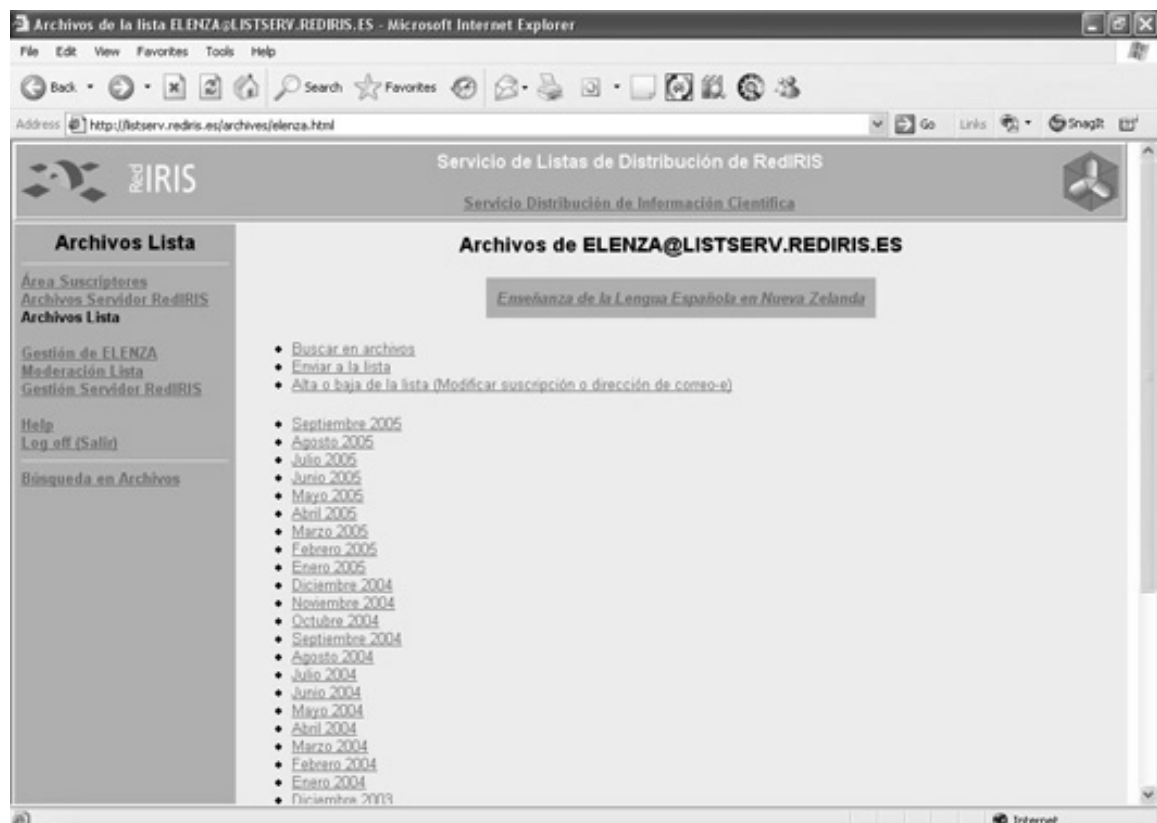 Archivos de la lista ELENZA@LISTSERV.REDIRIS.ES - Microsoft Internet Explorer
File Edit View Favorites Tools Help
Back Search Favorites
Address http://listserv.rediris.es/archives/elenza.html Go Links SnagIt
RedIRIS
Servicio de Listas de Distribución de RedIRIS
Servicio Distribución de Información Científica
Archivos Lista
Área Suscriptores
Archivos Servidor RedIRIS
Archivos Lista
Gestión de ELENZA
Moderación Lista
Gestión Servidor RedIRIS
Help
Log off (Salir)
Búsqueda en Archivos
Archivos de ELENZA@LISTSERV.REDIRIS.ES
Enseñanza de la Lengua Española en Nueva Zelanda
Buscar en archivos
Enviar a la lista
Alta o baja de la lista (Modificar suscripción o dirección de correo-e)
Septiembre 2005
Agosto 2005
Julio 2005
Junio 2005
Mayo 2005
Abril 2005
Marzo 2005
Febrero 2005
Enero 2005
Diciembre 2004
Noviembre 2004
Octubre 2004
Septiembre 2004
Agosto 2004
Julio 2004
Junio 2004
Mayo 2004
Abril 2004
Marzo 2004
Febrero 2004
Enero 2004
Diciembre 2003
Internet